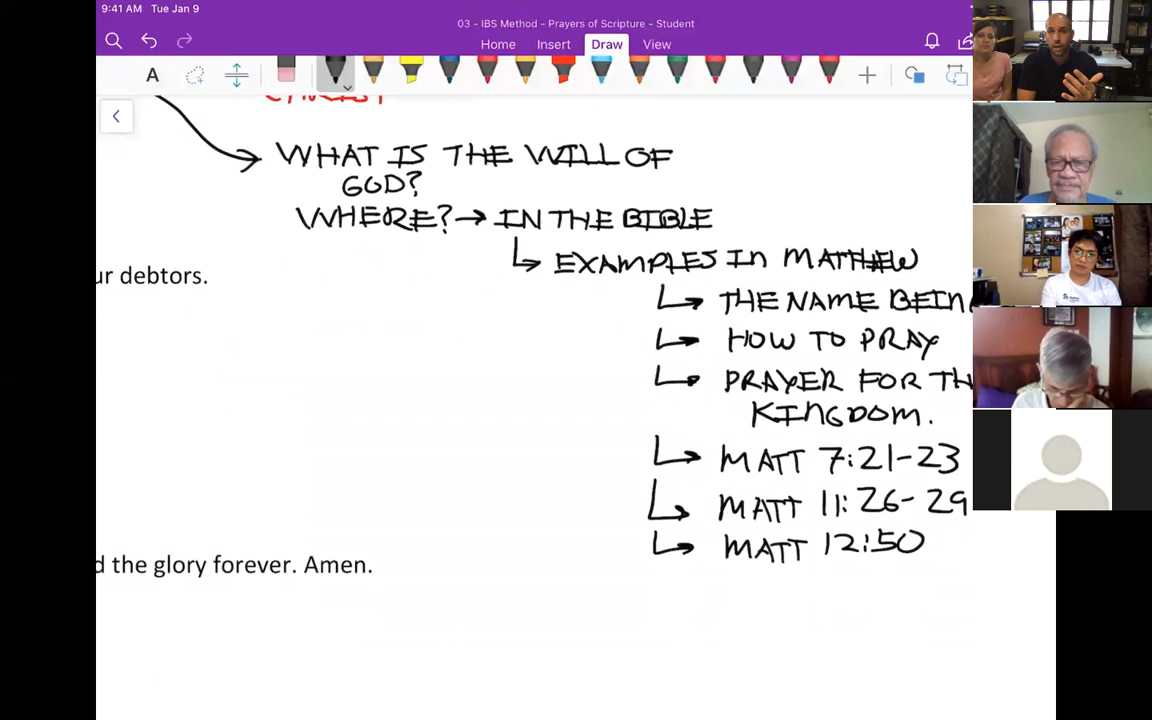 9:41 AM Tue Jan 9
03 - IBS Method - Prayers of Scripture - Student
Home Insert Draw View
A
CHRIST
WHAT IS THE WILL OF
GOD?
WHERE? → IN THE BIBLE
EXAMPLES IN MATTHEW
ur debtors.
THE NAME BEIN
HOW TO PRAY
PRAYER FOR TH
KINGDOM.
MATT 7:21-23
MATT 11:26-29
MATT 12:50
d the glory forever. Amen.